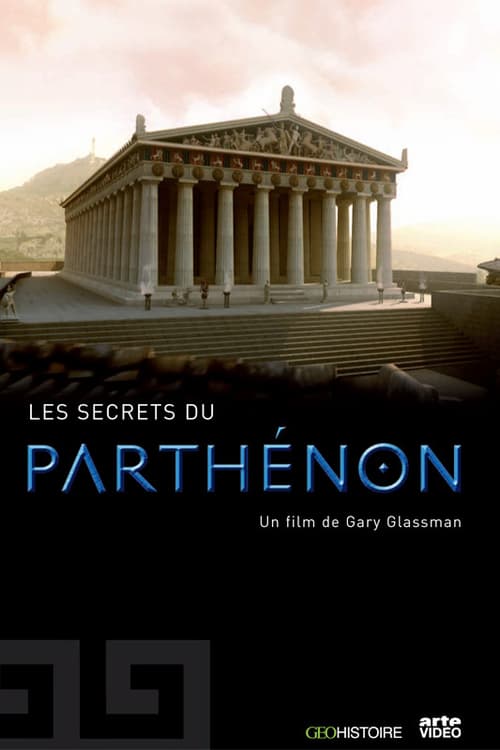 LES SECRETS DU
PARTHÉNON
Un film de Gary Glassman
GEOHISTOIRE
arte
VIDEO